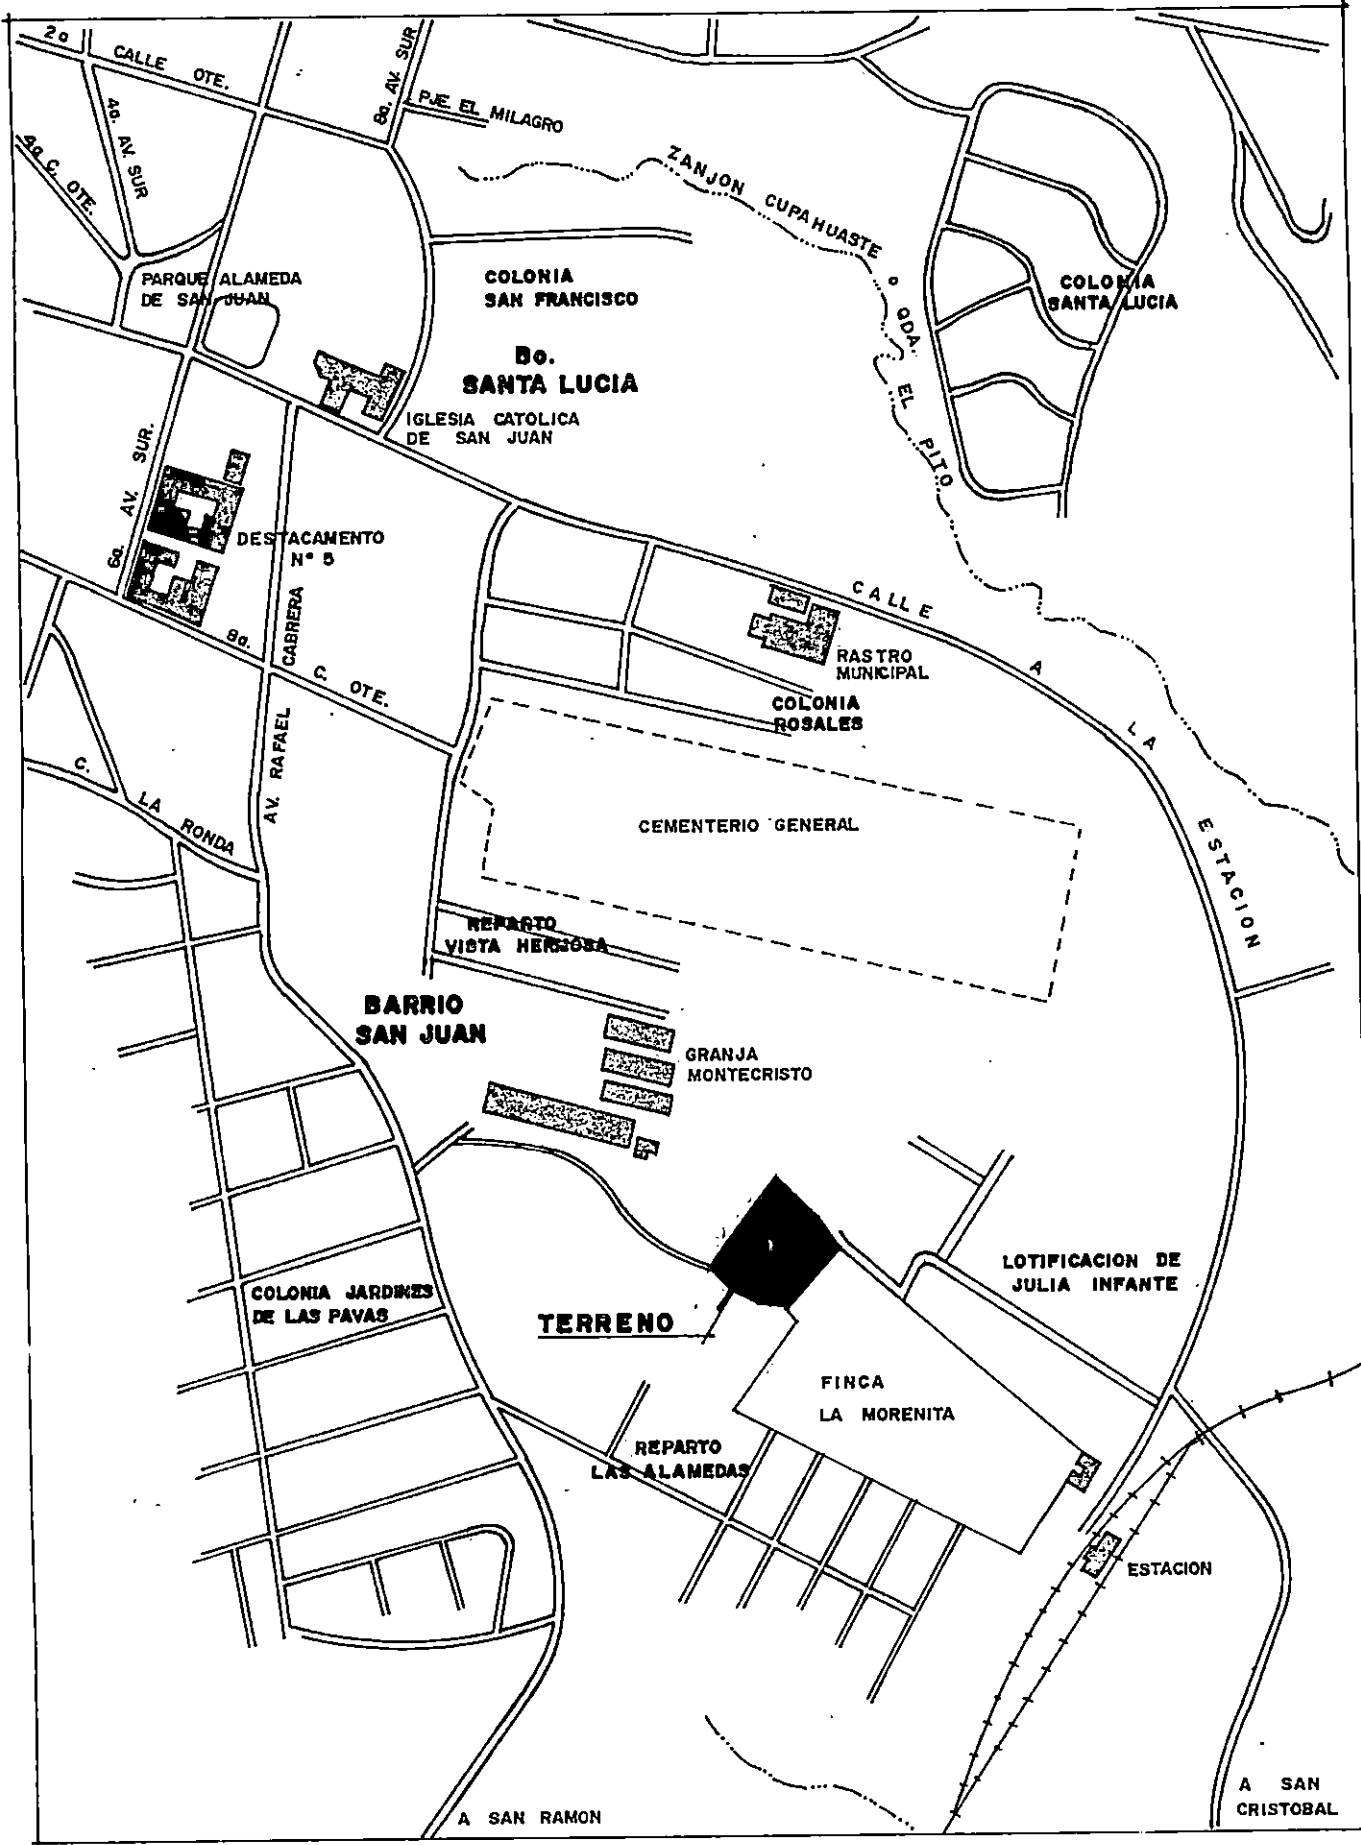 2a CALLE OTE.
8a. AV. SUR
PJE. EL MILAGRO
4a. AV. SUR
4a C. OTE.
ZANJON CUPAHUASTE o QDA. EL PITO
PARQUE ALAMEDA
DE SAN JUAN
COLONIA
SAN FRANCISCO
COLONIA
SANTA LUCIA
Bo.
SANTA LUCIA
IGLESIA CATOLICA
DE SAN JUAN
6a. AV. SUR.
DESTACAMENTO
N° 5
CALLE A LA ESTACION
8a. C. OTE.
AV. RAFAEL CABRERA
RASTRO
MUNICIPAL
COLONIA
ROSALES
C. LA RONDA
CEMENTERIO GENERAL
REPARTO
VISTA HERMOSA
BARRIO
SAN JUAN
GRANJA
MONTECRISTO
LOTIFICACION DE
JULIA INFANTE
COLONIA JARDINES
DE LAS PAVAS
TERRENO
FINCA
LA MORENITA
REPARTO
LAS ALAMEDAS
ESTACION
A SAN RAMON
A SAN
CRISTOBAL